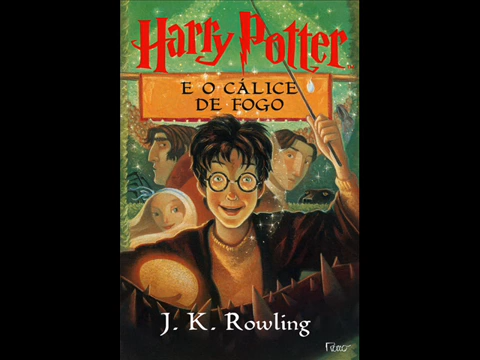 Harry Potter
E O CÁLICE
DE FOGO
J. K. Rowling